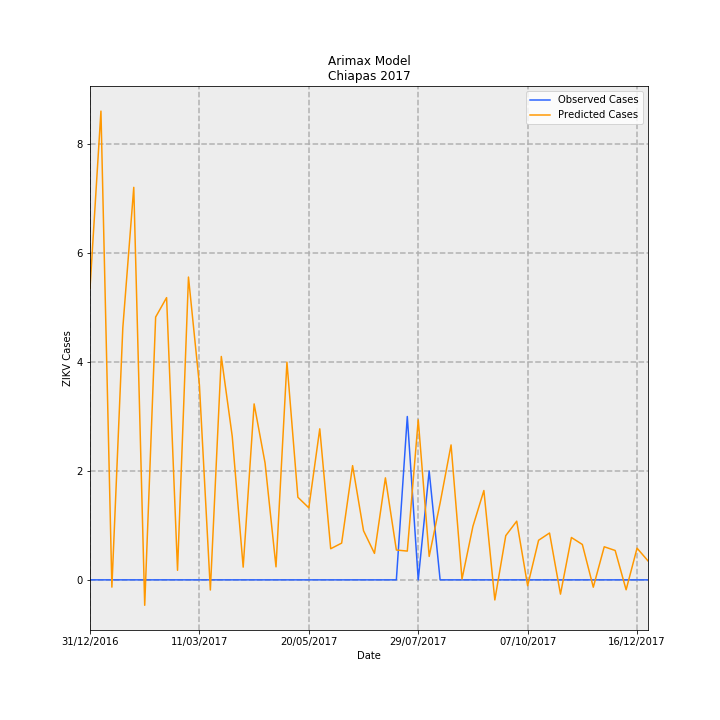 Arimax Model
Chiapas 2017
Observed Cases
Predicted Cases
ZIKV Cases
8
6
4
2
0
31/12/2016
11/03/2017
20/05/2017
29/07/2017
07/10/2017
16/12/2017
Date